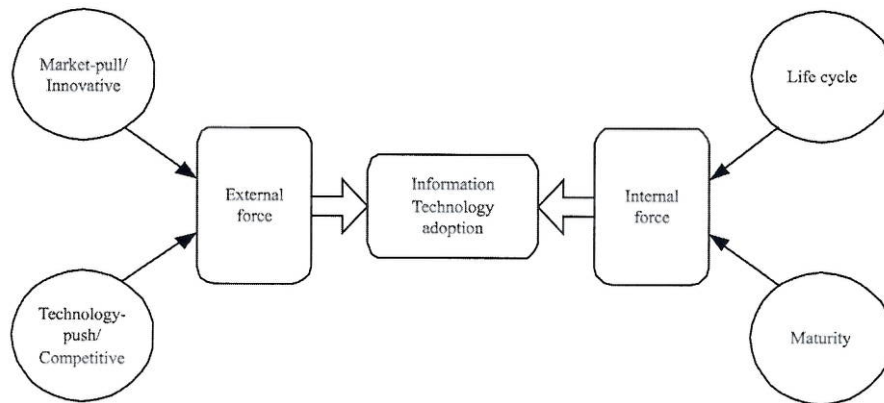 Market-pull/
Innovative
Life cycle
External
force
Information
Technology
adoption
Internal
force
Technology-
push/
Competitive
Maturity